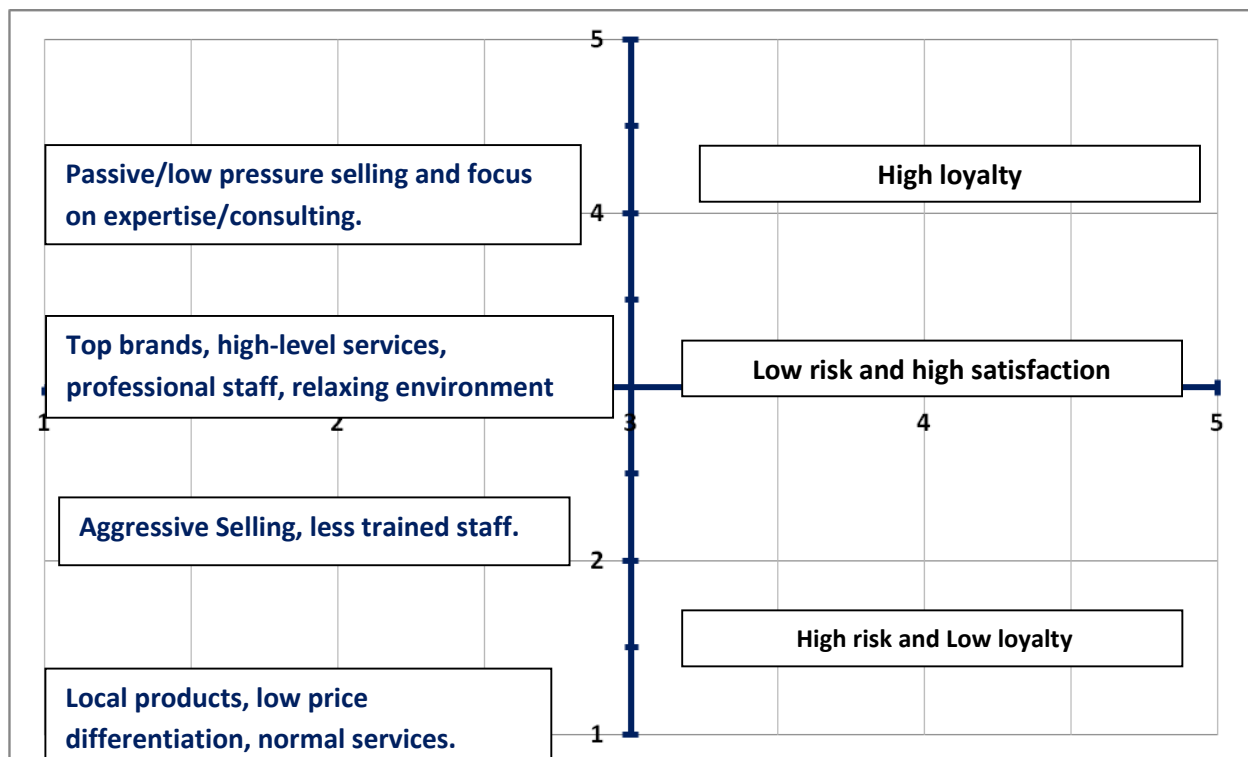 5
Passive/low pressure selling and focus
on expertise/consulting.
High loyalty
4
Top brands, high-level services,
professional staff, relaxing environment
Low risk and high satisfaction
1
2
3
4
5
Aggressive Selling, less trained staff.
2
High risk and Low loyalty
Local products, low price
differentiation, normal services.
1